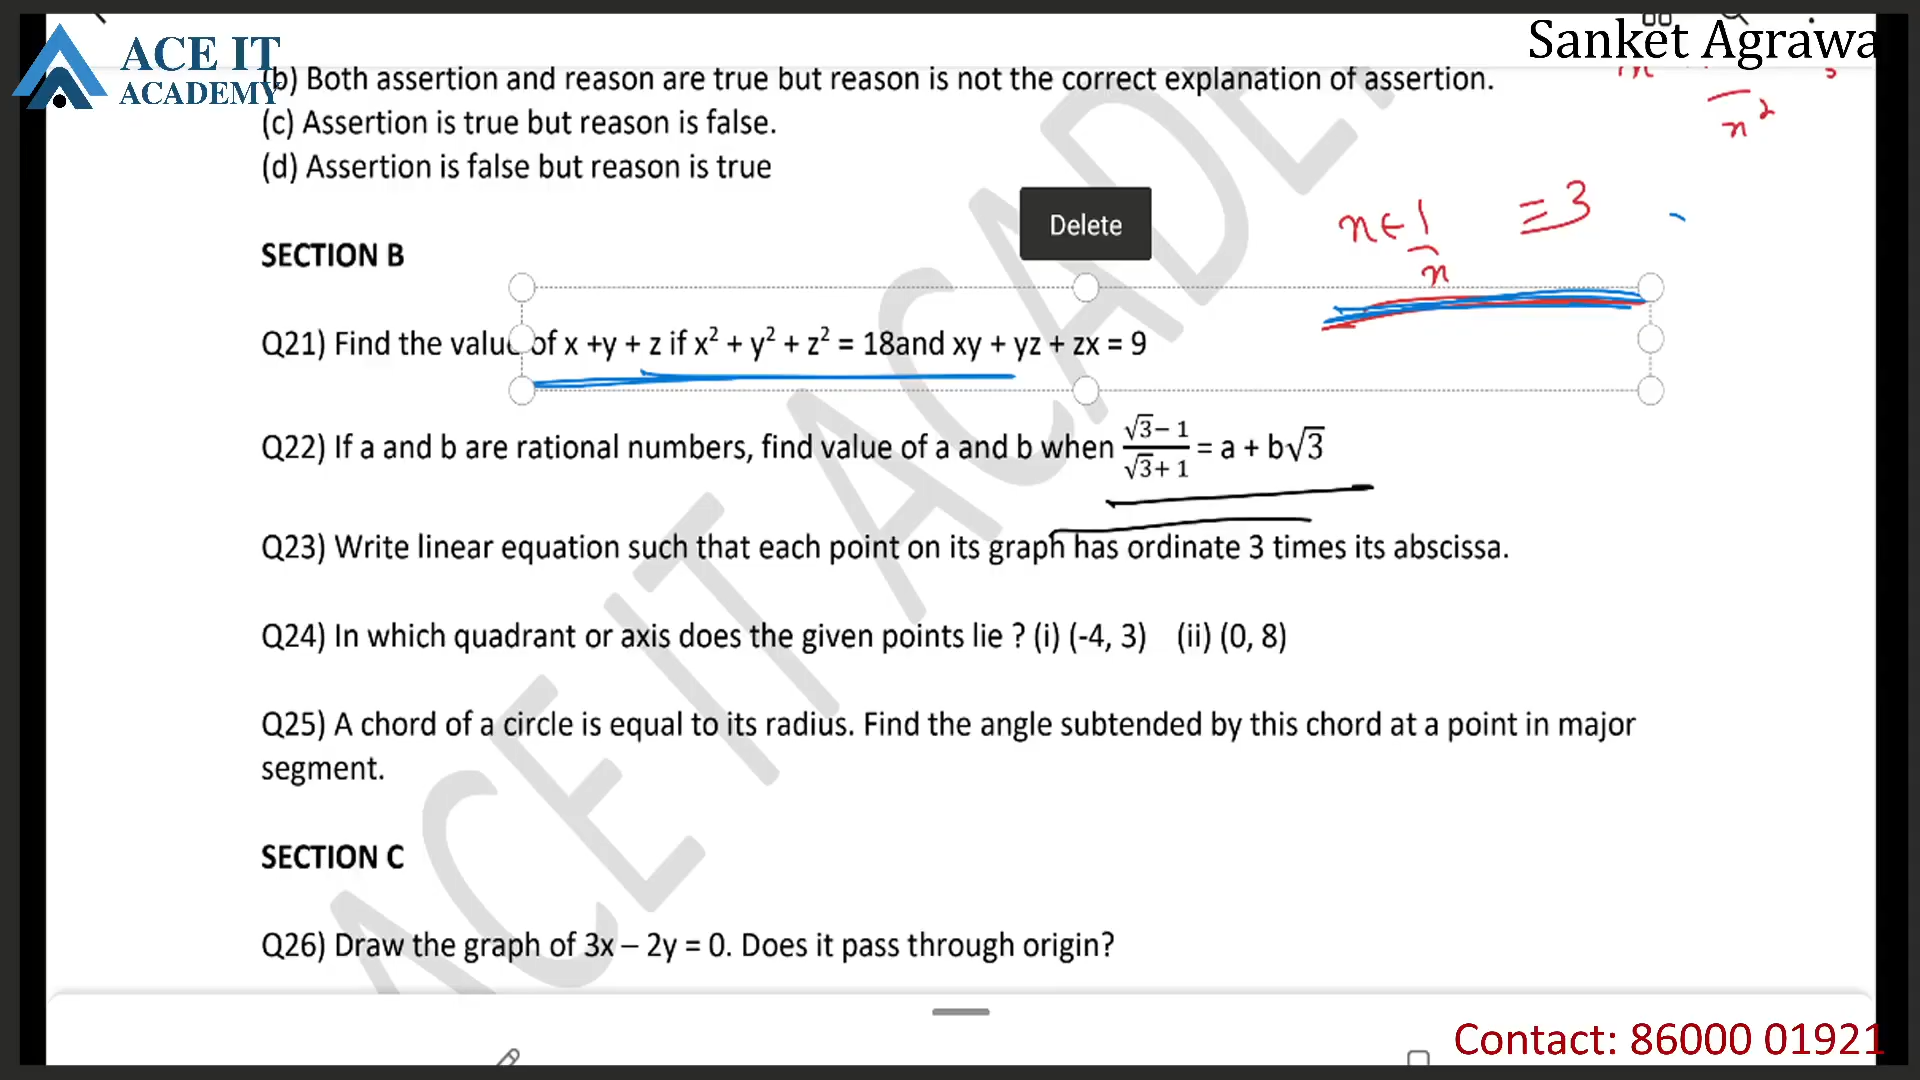 ACE IT
ACADEMY
Sanket Agrawa
(b) Both assertion and reason are true but reason is not the correct explanation of assertion.
(c) Assertion is true but reason is false.
(d) Assertion is false but reason is true
Delete
SECTION B
Q21) Find the value of x +y + z if x² + y² + z² = 18and xy + yz + zx = 9
Q22) If a and b are rational numbers, find value of a and b when (√3– 1)/(√3+ 1) = a + b√3
Q23) Write linear equation such that each point on its graph has ordinate 3 times its abscissa.
Q24) In which quadrant or axis does the given points lie ? (i) (-4, 3) (ii) (0, 8)
Q25) A chord of a circle is equal to its radius. Find the angle subtended by this chord at a point in major
segment.
SECTION C
Q26) Draw the graph of 3x – 2y = 0. Does it pass through origin?
ACE IT ACADE
Contact: 86000 01921